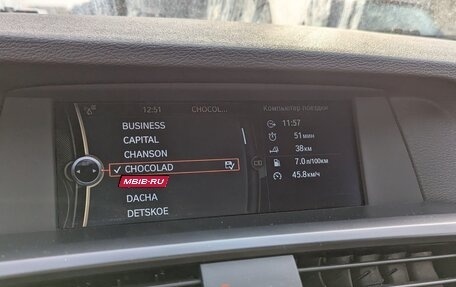 12:51 CHOCOL...
BUSINESS
CAPITAL
CHANSON
CHOCOLAD
MBIE-RU
DACHA
DETSKOE
Компьютер поездки
11:57
51 мин
38 км
7.0 л/100км
45.8 км/ч